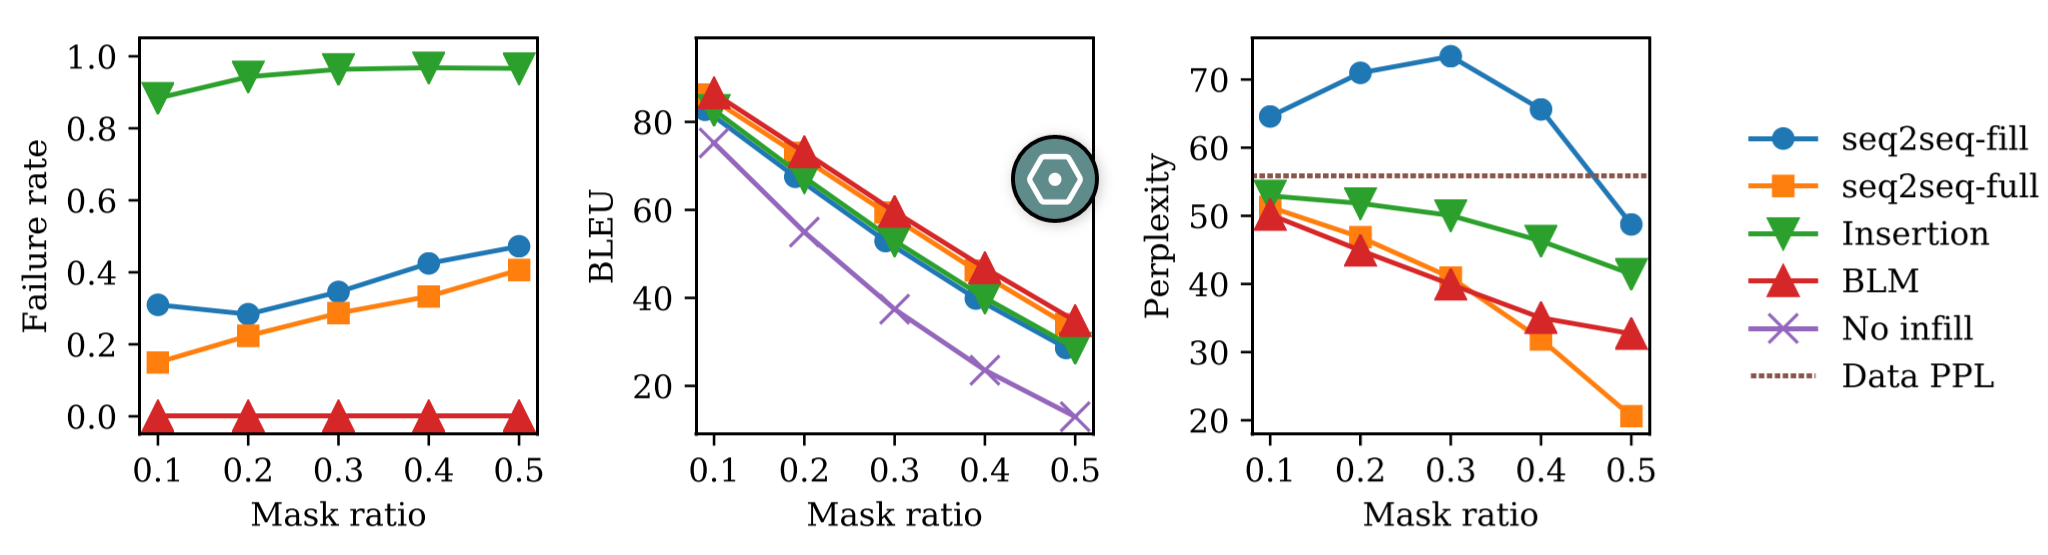 1.0
0.8
0.6
0.4
0.2
0.0
Failure rate
0.1 0.2 0.3 0.4 0.5
Mask ratio
80
60
40
20
BLEU
0.1 0.2 0.3 0.4 0.5
Mask ratio
70
60
50
40
30
20
Perplexity
0.1 0.2 0.3 0.4 0.5
Mask ratio
seq2seq-fill
seq2seq-full
Insertion
BLM
No infill
Data PPL